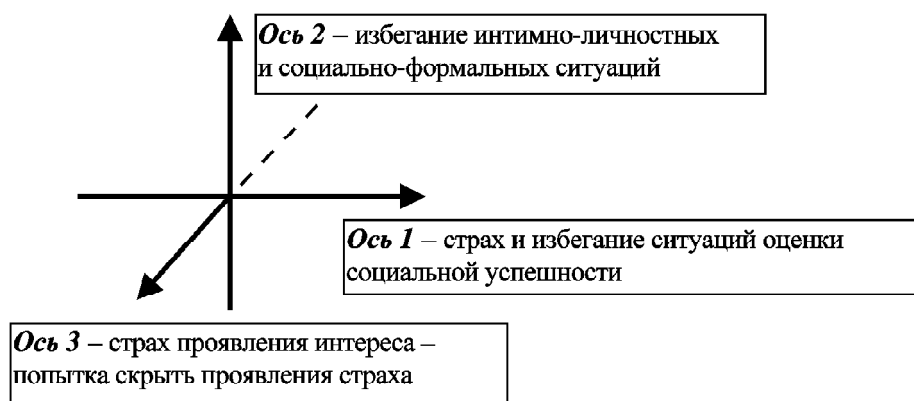 Ось 2 – избегание интимно-личностных
и социально-формальных ситуаций
Ось 1 – страх и избегание ситуаций оценки
социальной успешности
Ось 3 – страх проявления интереса –
попытка скрыть проявления страха